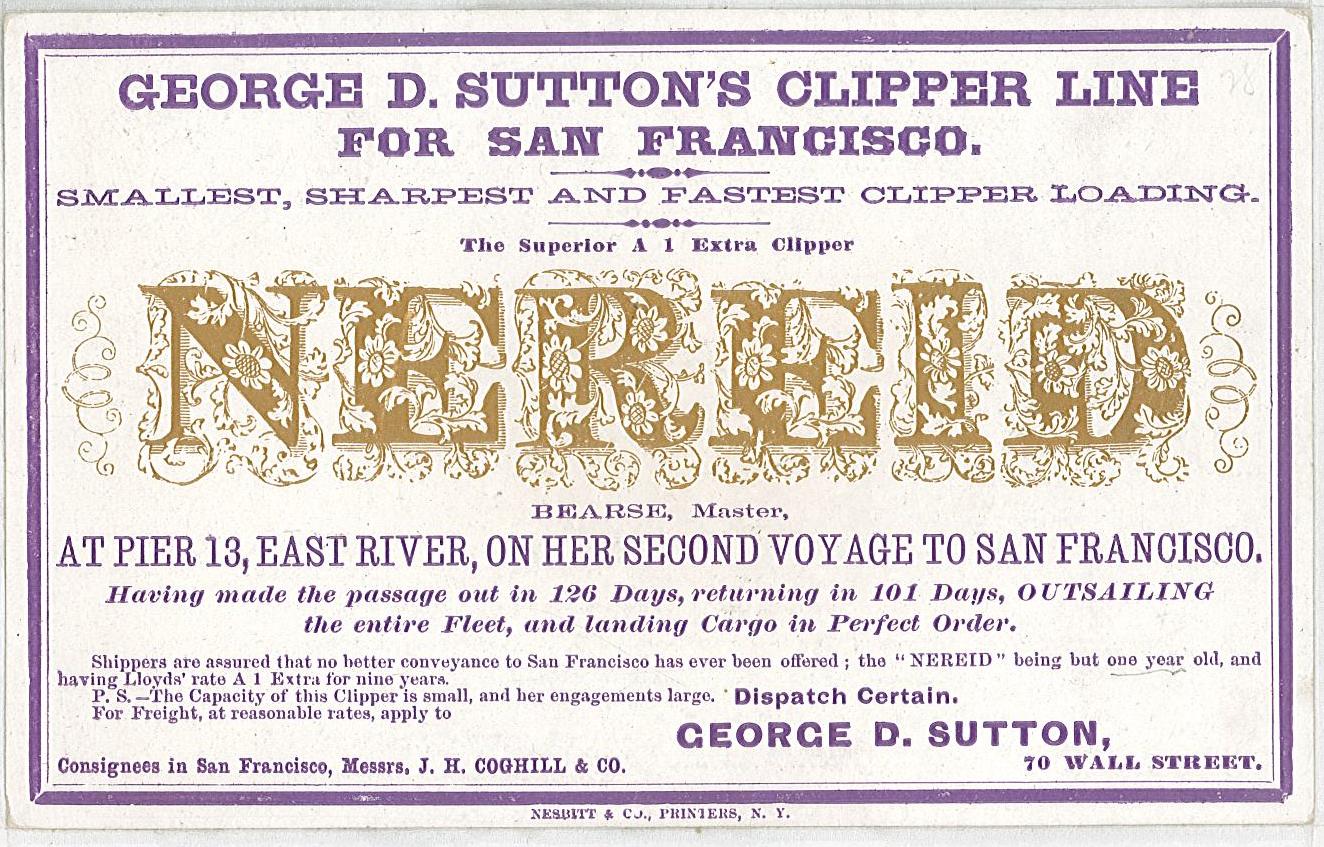 GEORGE D. SUTTON'S CLIPPER LINE
FOR SAN FRANCISCO.
SMALLEST, SHARPEST AND FASTEST CLIPPER LOADING.
The Superior A 1 Extra Clipper
NEREID
BEARSE, Master,
AT PIER 13, EAST RIVER, ON HER SECOND VOYAGE TO SAN FRANCISCO.
Having made the passage out in 126 Days, returning in 101 Days, OUTSAILING
the entire Fleet, and landing Cargo in Perfect Order.
Shippers are assured that no better conveyance to San Francisco has ever been offered; the "NEREID" being but one year old, and
having Lloyds' rate A 1 Extra for nine years.
P. S.—The Capacity of this Clipper is small, and her engagements large. Dispatch Certain.
For Freight, at reasonable rates, apply to
GEORGE D. SUTTON,
Consignees in San Francisco, Messrs. J. H. COGHILL & CO.
70 WALL STREET.
NESBITT & CO., PRINTERS, N. Y.